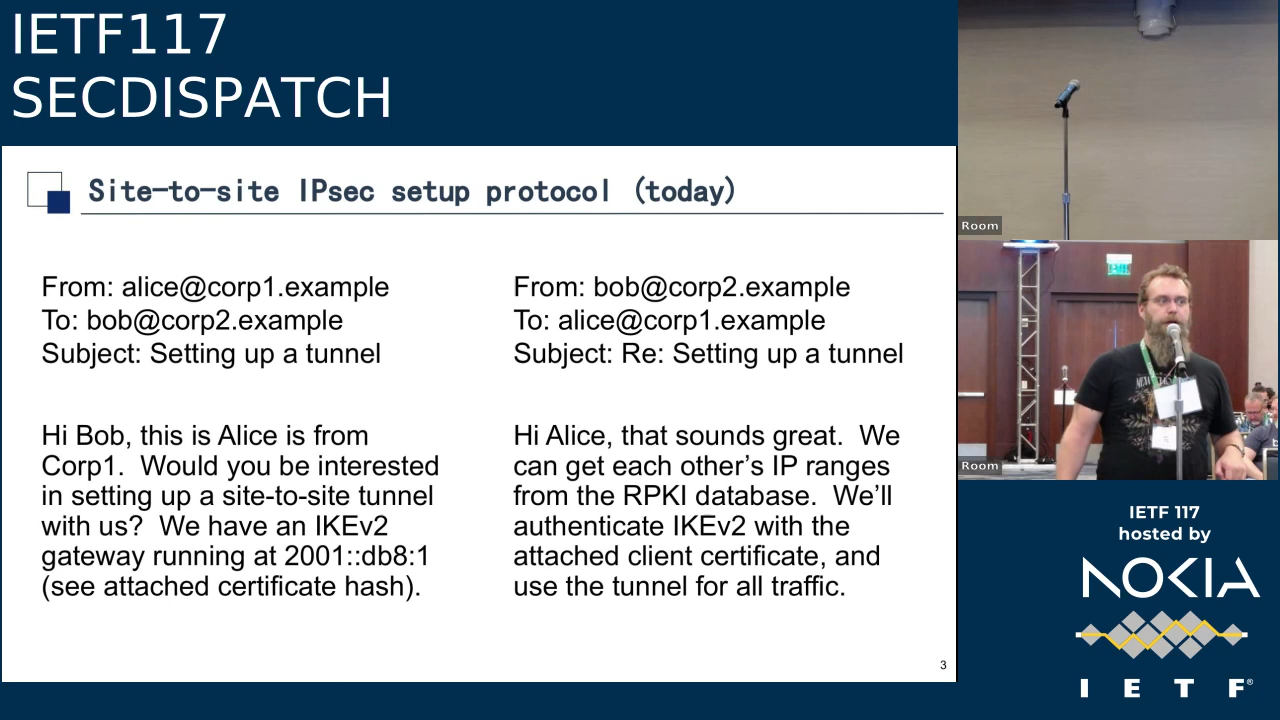 IETF117
SECDISPATCH
Site-to-site IPsec setup protocol (today)
From: alice@corp1.example
To: bob@corp2.example
Subject: Setting up a tunnel
Hi Bob, this is Alice is from
Corp1. Would you be interested
in setting up a site-to-site tunnel
with us? We have an IKEv2
gateway running at 2001::db8:1
(see attached certificate hash).
From: bob@corp2.example
To: alice@corp1.example
Subject: Re: Setting up a tunnel
Hi Alice, that sounds great. We
can get each other’s IP ranges
from the RPKI database. We’ll
authenticate IKEv2 with the
attached client certificate, and
use the tunnel for all traffic.
3
Room
Room
IETF 117
hosted by
NOKIA
I E T F®